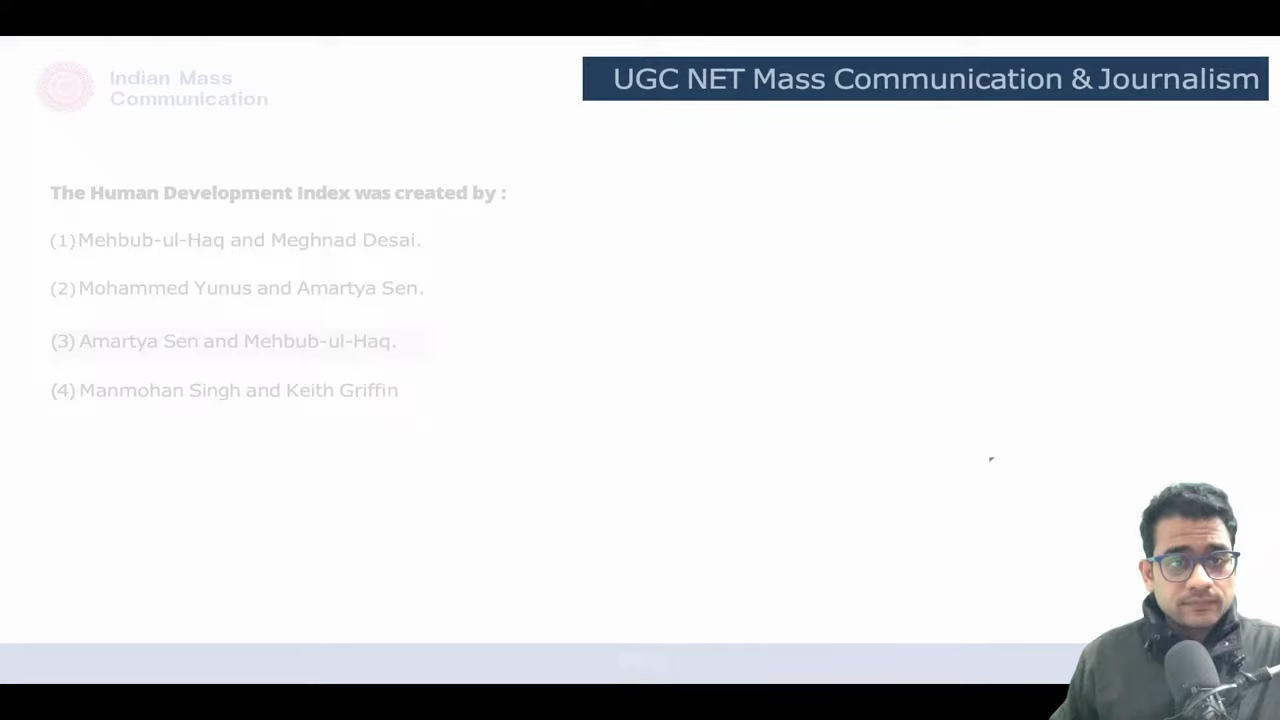 Indian Mass
Communication
UGC NET Mass Communication & Journalism
The Human Development Index was created by :
(1) Mehbub-ul-Haq and Meghnad Desai.
(2) Mohammed Yunus and Amartya Sen.
(3) Amartya Sen and Mehbub-ul-Haq.
(4) Manmohan Singh and Keith Griffin